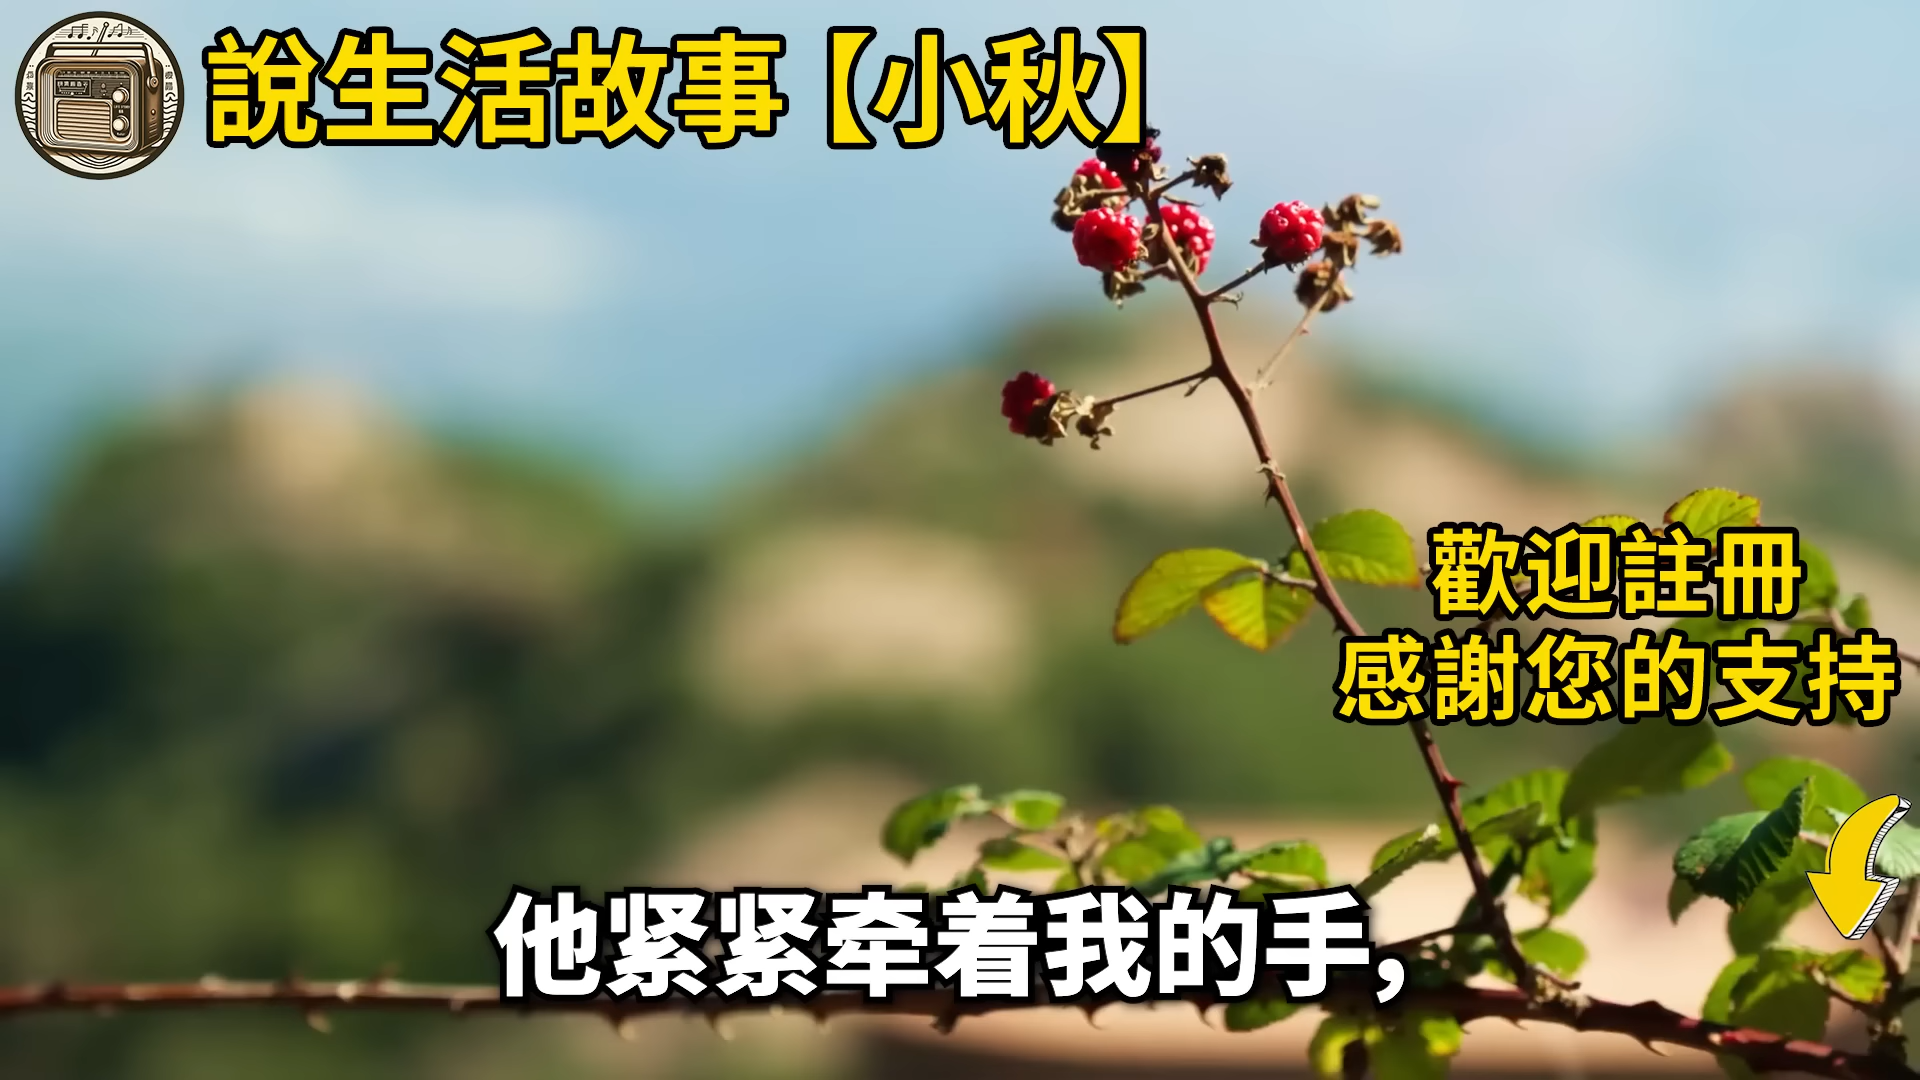 說生活故事【小秋】
歡迎註冊
感謝您的支持
他紧紧牵着我的手,